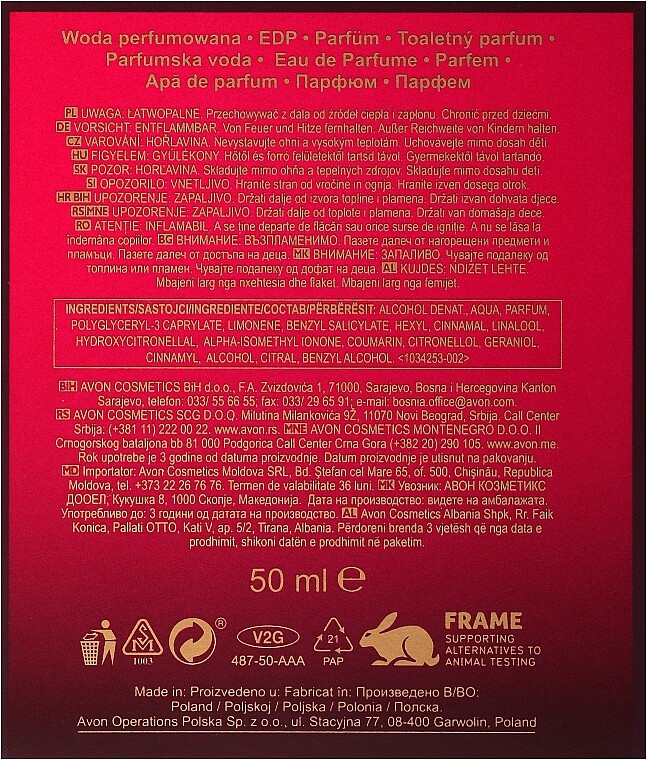 Woda perfumowana • EDP • Parfüm • Toaletný parfum •
Parfumska voda • Eau de Parfume • Parfem •
Apă de parfum • Парфюм • Парфем
PL UWAGA: ŁATWOPALNE. Przechowywać z dala od źródeł ciepła i zapłonu. Chronić przed dziećmi.
DE VORSICHT: ENTFLAMMBAR. Von Feuer und Hitze fernhalten. Außer Reichweite von Kindern halten.
CZ VAROVÁNÍ: HOŘLAVINA. Nevystavujte ohni a vysokým teplotám. Uchovávejte mimo dosah dětí.
HU FIGYELEM: GYÚLÉKONY. Hőtől és forró felületektől tartsd távol. Gyermekektől távol tartandó.
SK POZOR: HORĽAVINA. Skladujte mimo ohňa a tepelných zdrojov. Skladujte mimo dosahu detí.
SI OPOZORILO: VNETLJIVO: Hranite stran od vročine in ognja. Hranite izven dosega otrok.
HR BIH UPOZORENJE: ZAPALJIVO. Držati dalje od izvora topline i plamena. Držati izvan dohvata djece.
RS MNE UPOZORENJE: ZAPALJIVO. Držati dalje od toplote i plamena. Držati van domašaja dece.
RO ATENȚIE: INFLAMABIL. A se ține departe de flăcări sau orice surse de igniție. A nu se lăsa la
îndemâna copiilor. BG ВНИМАНИЕ: ВЪЗПЛАМЕНИМО. Пазете далеч от нагорещени предмети и
пламъци. Пазете далеч от достъпа на деца. MK ВНИМАНИЕ: ЗАПАЛИВО. Чувајте подалеку од
топлина или пламен. Чувајте подалеку од дофат на деца. AL KUJDES: NDIZET LEHTE.
Mbajeni larg nga nxehtesia dhe flaket. Mbajeni larg nga femijet.
INGREDIENTS/SASTOJCI/INGREDIENTE/СОСТАВ/PËRBËRËSIT: ALCOHOL DENAT., AQUA, PARFUM,
POLYGLYCERYL-3 CAPRYLATE, LIMONENE, BENZYL SALICYLATE, HEXYL, CINNAMAL, LINALOOL,
HYDROXYCITRONELLAL, ALPHA-ISOMETHYL IONONE, COUMARIN, CITRONELLOL, GERANIOL,
CINNAMYL, ALCOHOL, CITRAL, BENZYL ALCOHOL. <1034253-002>
BIH AVON COSMETICS BiH d.o.o., F.A. Zvizdovića 1, 71000, Sarajevo, Bosna i Hercegovina Kanton
Sarajevo, telefon: 033/ 55 66 55; fax: 033/ 29 65 91; e-mail: bosnia.office@avon.com.
RS AVON COSMETICS SCG D.O.O. Milutina Milankovića 9Ž, 11070 Novi Beograd, Srbija. Call Center
Srbija: (+381 11) 222 00 22. www.avon.rs. MNE AVON COSMETICS MONTENEGRO D.O.O. II
Crnogorskog bataljona bb 81 000 Podgorica Call Center Crna Gora (+382 20) 290 105. www.avon.me.
Rok upotrebe je 3 godine od datuma proizvodnje. Datum proizvodnje je utisnut na pakovanju.
MD Importator: Avon Cosmetics Moldova SRL, Bd. Ștefan cel Mare 65, of. 500, Chișinău, Republica
Moldova, tel. +373 22 26 76 76. Termen de valabilitate 36 luni. MK Увозник: АВОН КОЗМЕТИКС
ДООЕЛ, Кукушка 8, 1000 Скопје, Македонија. Дата на производство: видете на амбалажата.
Употребливо до: 3 години од датата на производство. AL Avon Cosmetics Albania Shpk, Rr. Faik
Konica, Pallati OTTO, Kati V, ap. 5/2, Tirana, Albania. Përdoreni brenda 3 vjetësh që nga data e
prodhimit, shikoni datën e prodhimit në paketim.
50 ml ℮
1003
®
V2G
487-50-AAA
21
PAP
FRAME
SUPPORTING
ALTERNATIVES TO
ANIMAL TESTING
Made in: Proizvedeno u: Fabricat în: Произведено В/ВО:
Poland / Poljskoj / Poljska / Polonia / Полска.
Avon Operations Polska Sp. z o.o., ul. Stacyjna 77, 08-400 Garwolin, Poland